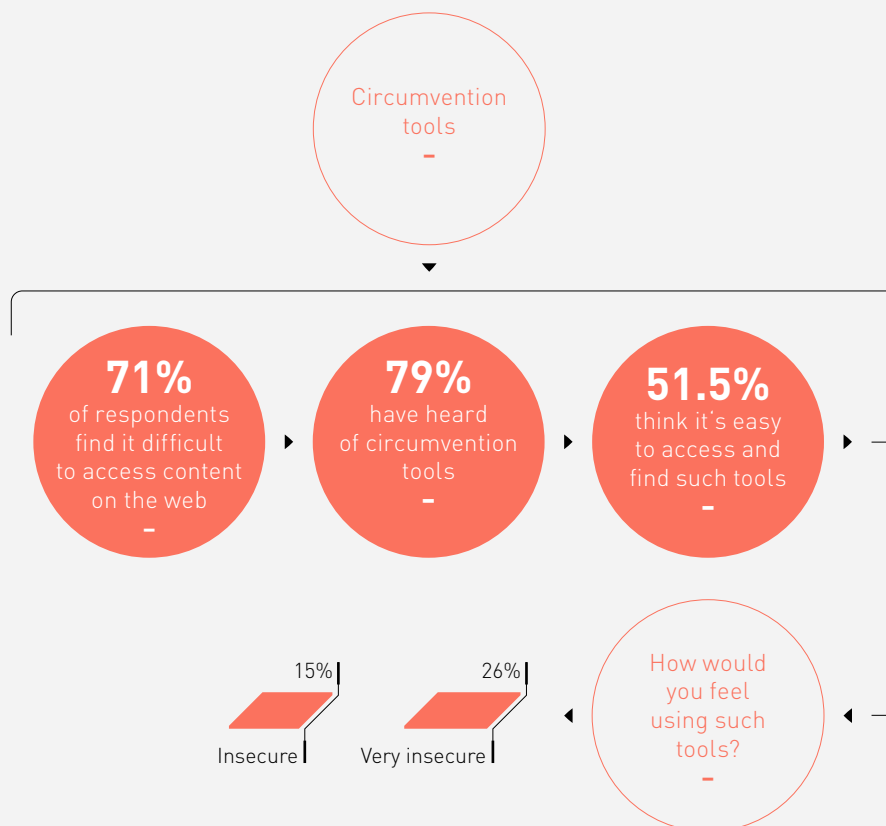 Circumvention
tools
–
71%
of respondents
find it difficult
to access content
on the web
–
79%
have heard
of circumvention
tools
–
51.5%
think it's easy
to access and
find such tools
–
How would
you feel
using such
tools?
–
26%
Very insecure
15%
Insecure